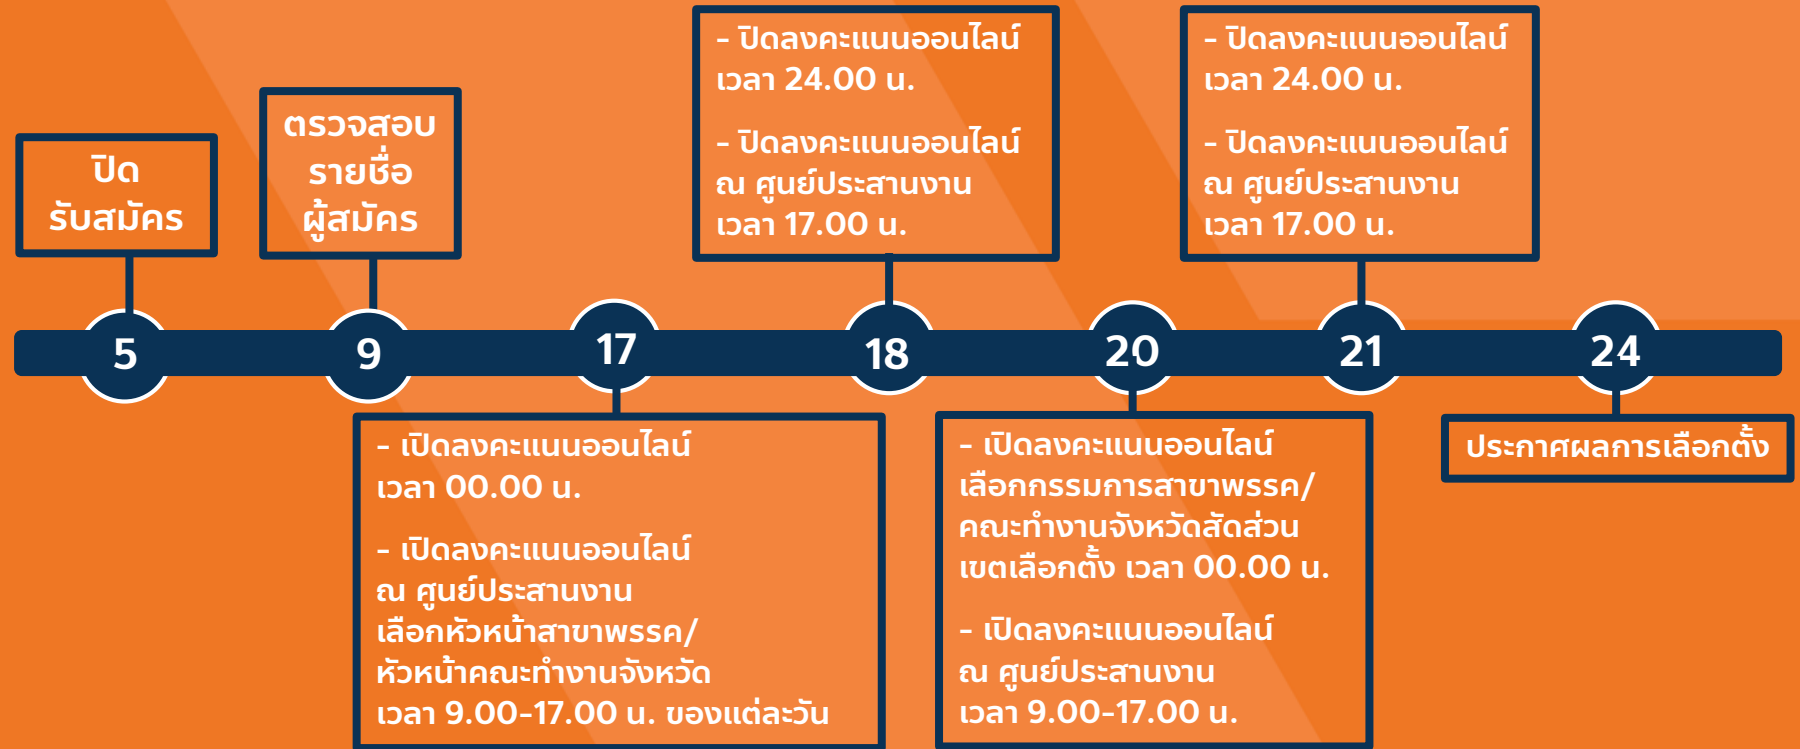 ปิด
รับสมัคร
ตรวจสอบ
รายชื่อ
ผู้สมัคร
- ปิดลงคะแนนออนไลน์
เวลา 24.00 น.
- ปิดลงคะแนนออนไลน์
ณ ศูนย์ประสานงาน
เวลา 17.00 น.
- ปิดลงคะแนนออนไลน์
เวลา 24.00 น.
- ปิดลงคะแนนออนไลน์
ณ ศูนย์ประสานงาน
เวลา 17.00 น.
5
9
17
18
20
21
24
- เปิดลงคะแนนออนไลน์
เวลา 00.00 น.
- เปิดลงคะแนนออนไลน์
ณ ศูนย์ประสานงาน
เลือกหัวหน้าสาขาพรรค/
หัวหน้าคณะทำงานจังหวัด
เวลา 9.00-17.00 น. ของแต่ละวัน
- เปิดลงคะแนนออนไลน์
เลือกกรรมการสาขาพรรค/
คณะทำงานจังหวัดสัดส่วน
เขตเลือกตั้ง เวลา 00.00 น.
- เปิดลงคะแนนออนไลน์
ณ ศูนย์ประสานงาน
เวลา 9.00-17.00 น.
ประกาศผลการเลือกตั้ง